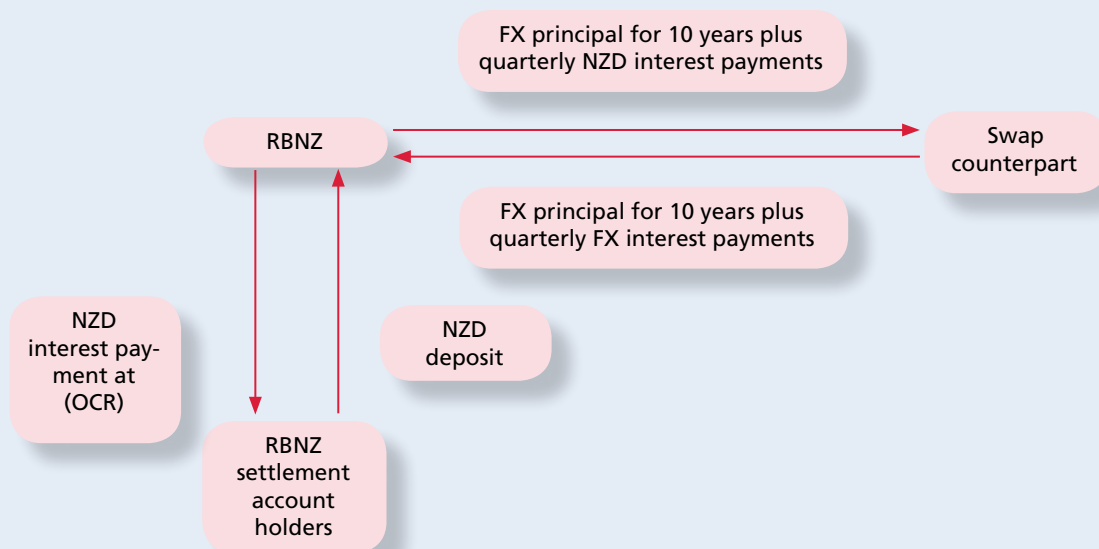 FX principal for 10 years plus
quarterly NZD interest payments
RBNZ
Swap
counterpart
FX principal for 10 years plus
quarterly FX interest payments
NZD
interest pay-
ment at
(OCR)
NZD
deposit
RBNZ
settlement
account
holders